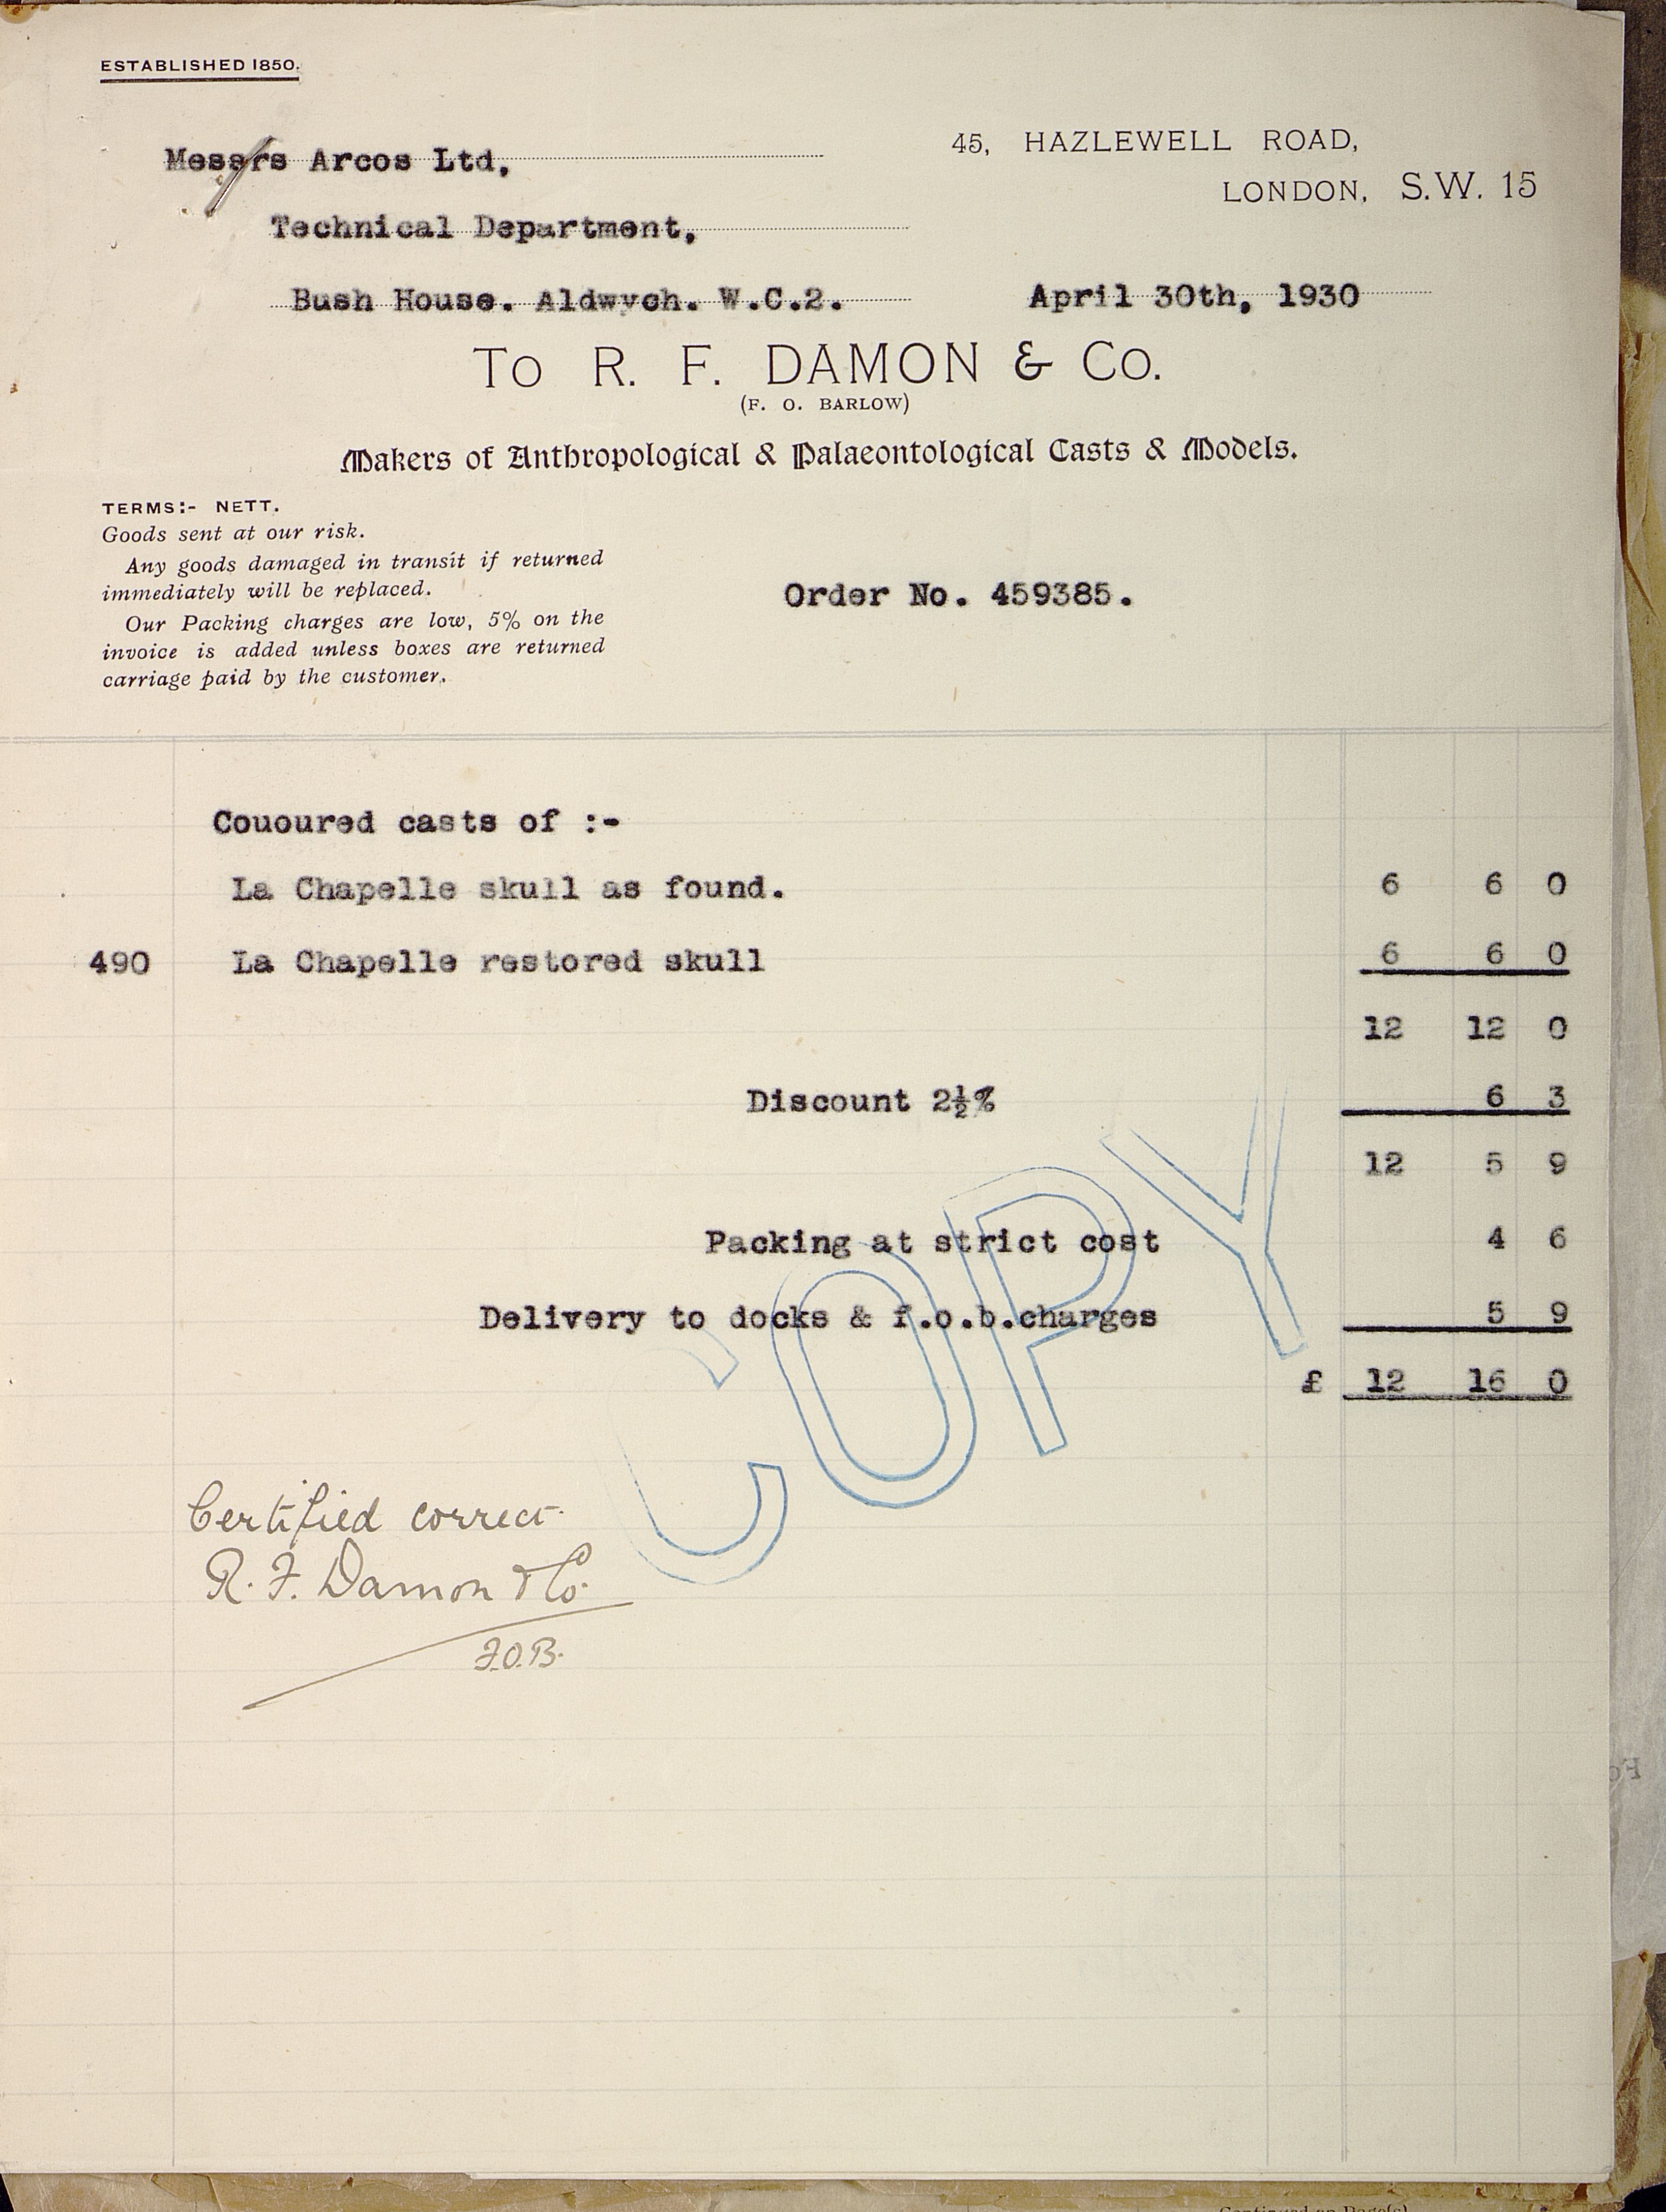 ESTABLISHED 1850.
Messrs Arcos Ltd,
45, HAZLEWELL ROAD,
LONDON, S.W. 15
Technical Department,
Bush House. Aldwych. W.C.2.
April 30th, 1930
To R. F. DAMON & Co.
(F. O. BARLOW)
Makers of Anthropological & Palaeontological Casts & Models.
TERMS:- NETT.
Goods sent at our risk.
Any goods damaged in transit if returned
immediately will be replaced.
Our Packing charges are low, 5% on the
invoice is added unless boxes are returned
carriage paid by the customer.
Order No. 459385.
Cououred casts of :-
La Chapelle skull as found. 6 6 0
490 La Chapelle restored skull 6 6 0
12 12 0
Discount 2½% 6 3
12 5 9
Packing at strict cost 4 6
Delivery to docks & f.o.b.charges 5 9
£ 12 16 0
COPY
Certified correct.
R. F. Damon & Co.
F.O.B.